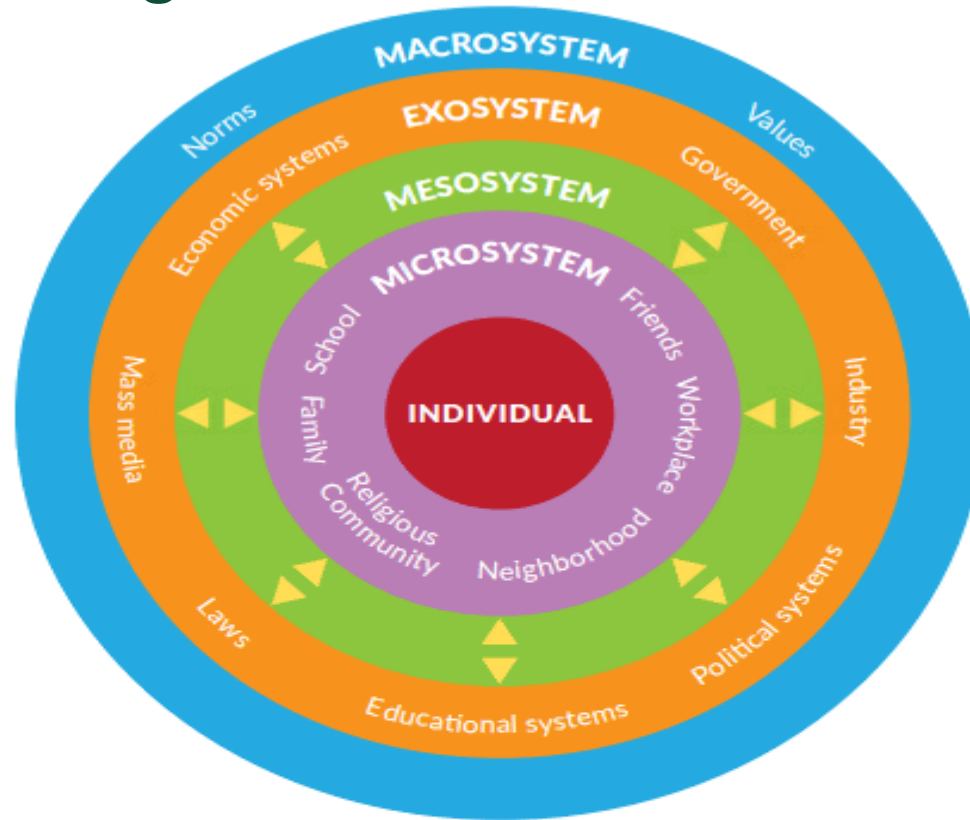 MACROSYSTEM
Norms
Values
EXOSYSTEM
Economic systems
Government
Mass media
Industry
Laws
Political systems
Educational systems
MESOSYSTEM
MICROSYSTEM
School
Friends
Family
Workplace
Religious
Community
Neighborhood
INDIVIDUAL